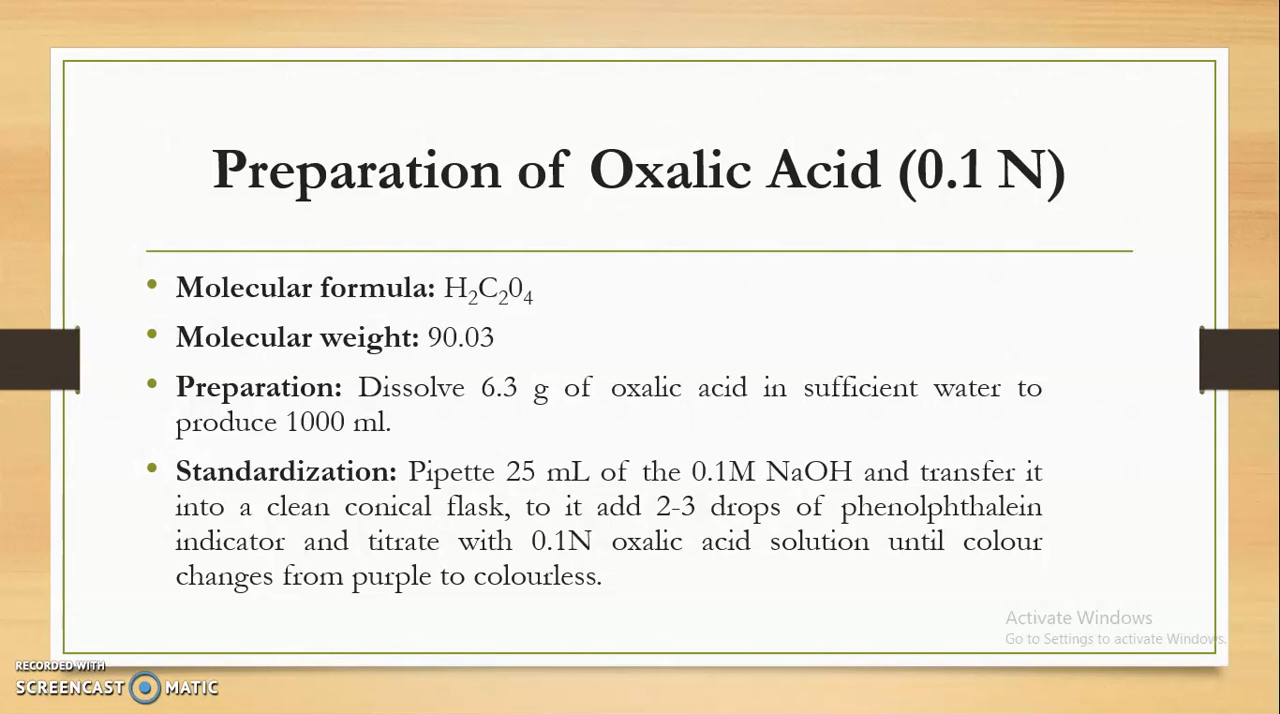 Preparation of Oxalic Acid (0.1 N)
• Molecular formula: H₂C₂0₄
• Molecular weight: 90.03
• Preparation: Dissolve 6.3 g of oxalic acid in sufficient water to
produce 1000 ml.
• Standardization: Pipette 25 mL of the 0.1M NaOH and transfer it
into a clean conical flask, to it add 2-3 drops of phenolphthalein
indicator and titrate with 0.1N oxalic acid solution until colour
changes from purple to colourless.
Activate Windows
Go to Settings to activate Windows.
RECORDED WITH
SCREENCAST MATIC